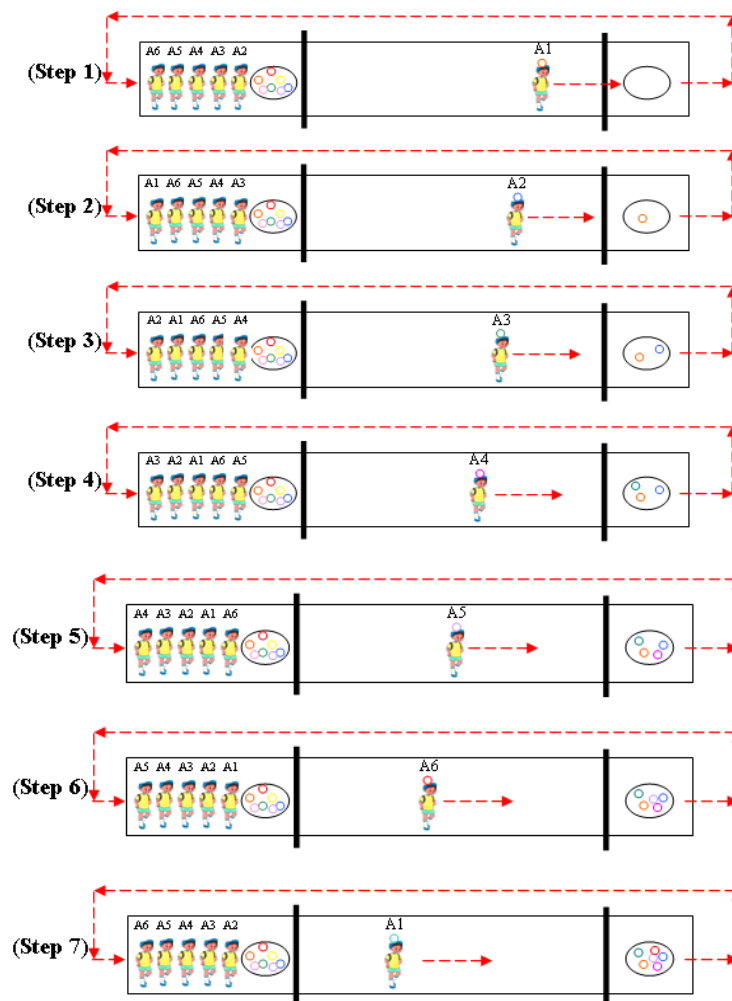 A1
A6 A5 A4 A3 A2
(Step 1)
A2
A1 A6 A5 A4 A3
(Step 2)
A3
A2 A1 A6 A5 A4
(Step 3)
A4
A3 A2 A1 A6 A5
(Step 4)
A5
A4 A3 A2 A1 A6
(Step 5)
A6
A5 A4 A3 A2 A1
(Step 6)
A1
A6 A5 A4 A3 A2
(Step 7)